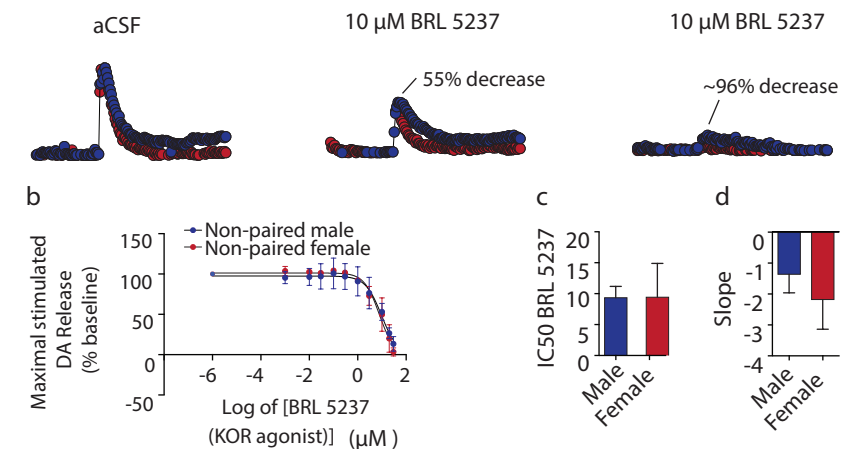 aCSF
10 µM BRL 5237
10 µM BRL 5237
55% decrease
~96% decrease
b
c
d
Maximal stimulated
DA Release
(% baseline)
150
100
50
0
-50
Non-paired male
Non-paired female
-6 -4 -2 0 2
Log of [BRL 5237
(KOR agonist)] (µM )
IC50 BRL 5237
20
15
10
5
0
Male
Female
Slope
0
-1
-2
-3
-4
Male
Female